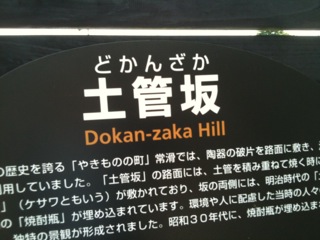 どかんざか
土管坂
Dokan-zaka Hill
の歴史を誇る「やきものの町」常滑では、陶器の破片を路面に敷き、
用していました。「土管坂」の路面には、土管を積み重ねて焼く時に
」（ケサワともいう）が敷かれており、坂の両側には、明治時代の「土
の「焼酎瓶」が埋め込まれています。環境や人に配慮した当時の人々の
独特の景観が形成されました。昭和30年代に、焼酎瓶が埋め込まれ